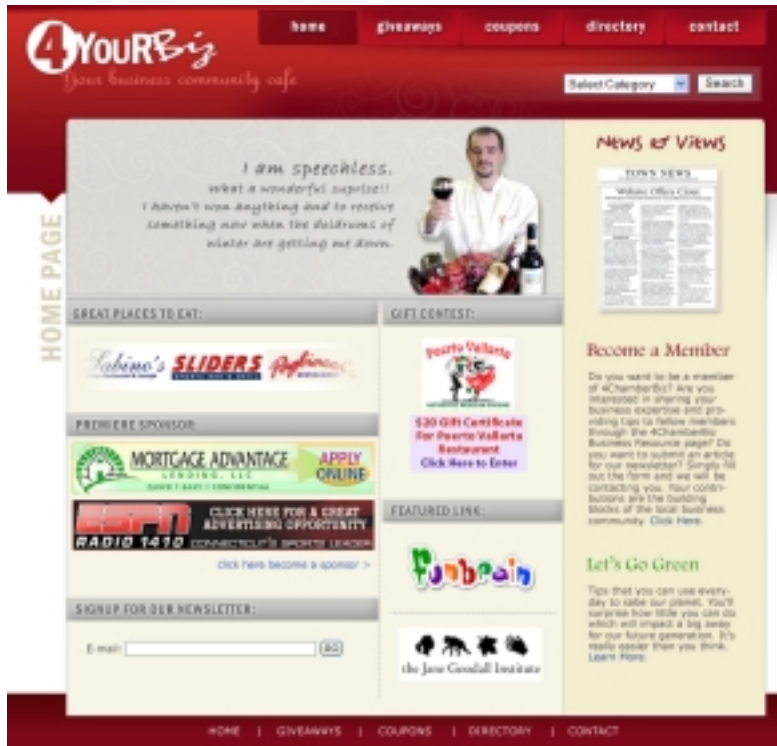 4YOURBiz
Your business community cafe
home giveaways coupons directory contact
Select Category Search
HOME PAGE
I am speechless.
What a wonderful suprise!!
I haven't won anything and to receive
something now when the doldrums of
winter are getting me down.
News & Views
TOWN NEWS
GREAT PLACES TO EAT:
Sabino's SLIDERS
PREMIERE SPONSOR:
MORTGAGE ADVANTAGE
LENDING, LLC
APPLY
ONLINE
ESPN
RADIO 1410
CLICK HERE FOR A GREAT
ADVERTISING OPPORTUNITY
CONNECTICUT'S SPORTS LEADER
click here become a sponsor >
SIGNUP FOR OUR NEWSLETTER:
E-mail: GO
GIFT CONTEST:
Puerto Vallarta
$20 Gift Certificate
For Puerto Vallarta
Restaurant
Click Here to Enter
FEATURED LINK:
funbrain
the Jane Goodall Institute
Become a Member
Do you want to be a member
of 4ChamberBiz? Are you
interested in sharing your
business expertise and pro-
viding tips to fellow members
through the 4ChamberBiz
Business Resource page? Do
you want to submit an article
for our newsletter? Simply fill
out the form and we will be
contacting you. Your contri-
butions are the building
blocks of the local business
community. Click Here.
Let's Go Green
Tips that you can use every-
day to sabe our planet. You'll
surprise how little you can do
which will impact a big away
for our future generation. It's
really easier than you think.
Learn More.
HOME | GIVEAWAYS | COUPONS | DIRECTORY | CONTACT